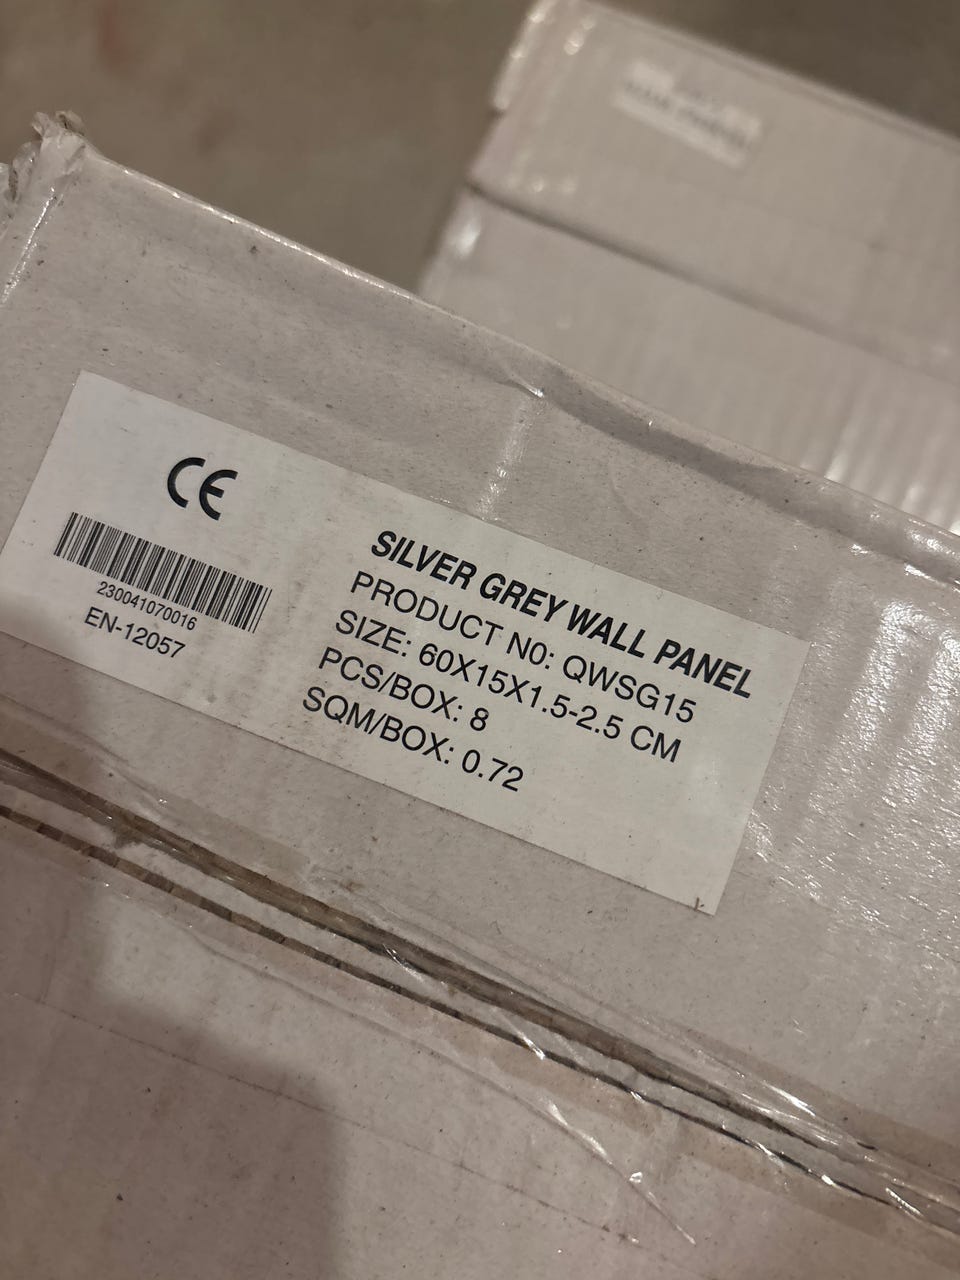 CE
230041070016
EN-12057
SILVER GREY WALL PANEL
PRODUCT N0: QWSG15
SIZE: 60X15X1.5-2.5 CM
PCS/BOX: 8
SQM/BOX: 0.72